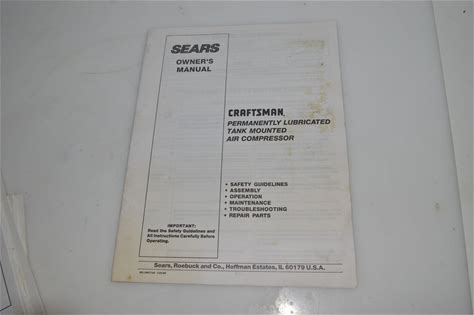 SEARS
OWNER'S
MANUAL
CRAFTSMAN
PERMANENTLY LUBRICATED
TANK MOUNTED
AIR COMPRESSOR
• SAFETY GUIDELINES
• ASSEMBLY
• OPERATION
• MAINTENANCE
• TROUBLESHOOTING
• REPAIR PARTS
IMPORTANT:
Read the Safety Guidelines and
All Instructions Carefully Before
Operating.
Sears, Roebuck and Co., Hoffman Estates, IL 60179 U.S.A.